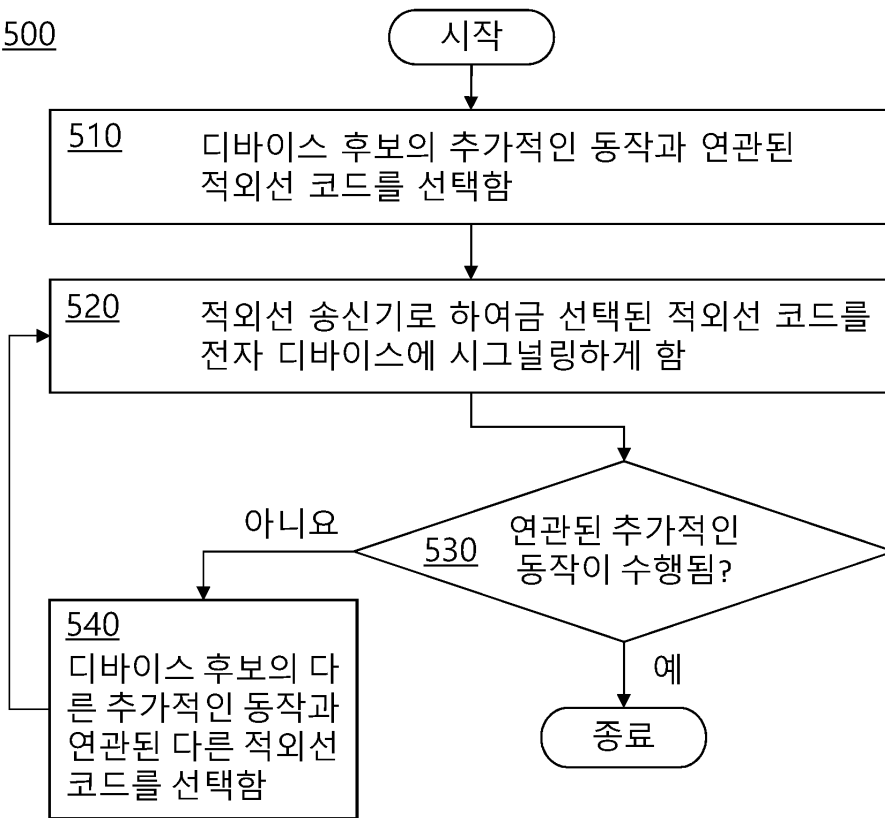 500
시작
510
디바이스 후보의 추가적인 동작과 연관된
적외선 코드를 선택함
520
적외선 송신기로 하여금 선택된 적외선 코드를
전자 디바이스에 시그널링하게 함
아니요
530
연관된 추가적인
동작이 수행됨?
540
디바이스 후보의 다
른 추가적인 동작과
연관된 다른 적외선
코드를 선택함
예
종료